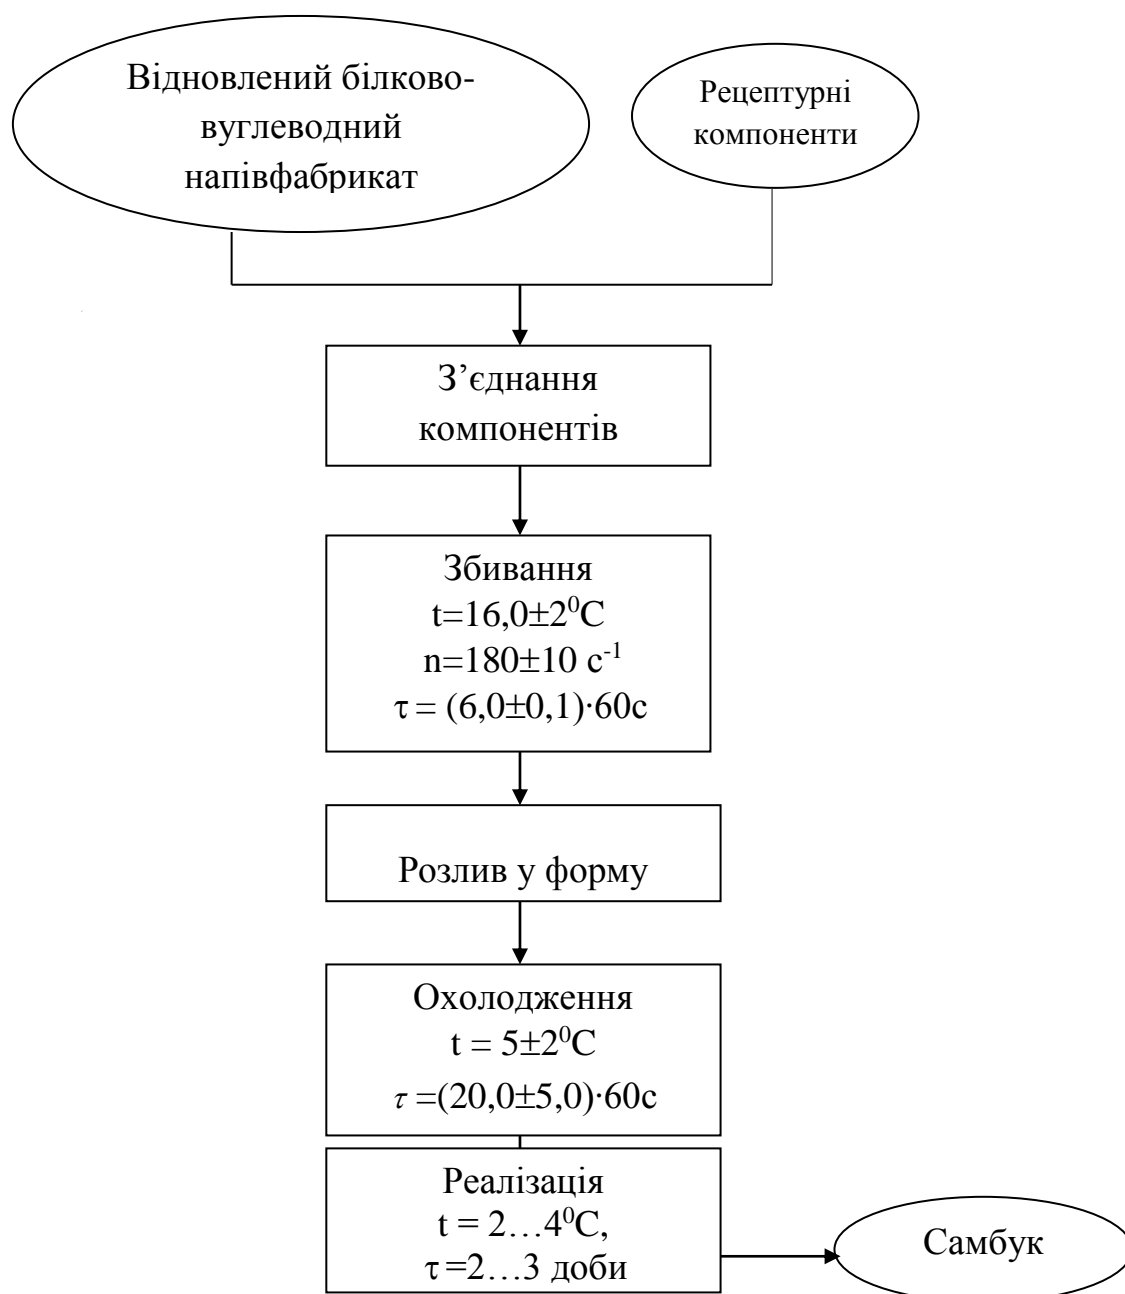 Відновлений білково-
вуглеводний
напівфабрикат
Рецептурні
компоненти
З’єднання
компонентів
Збивання
t=16,0±2⁰C
n=180±10 c⁻¹
τ = (6,0±0,1)·60c
Розлив у форму
Охолодження
t = 5±2⁰C
τ =(20,0±5,0)·60c
Реалізація
t = 2…4⁰C,
τ =2…3 доби
Самбук